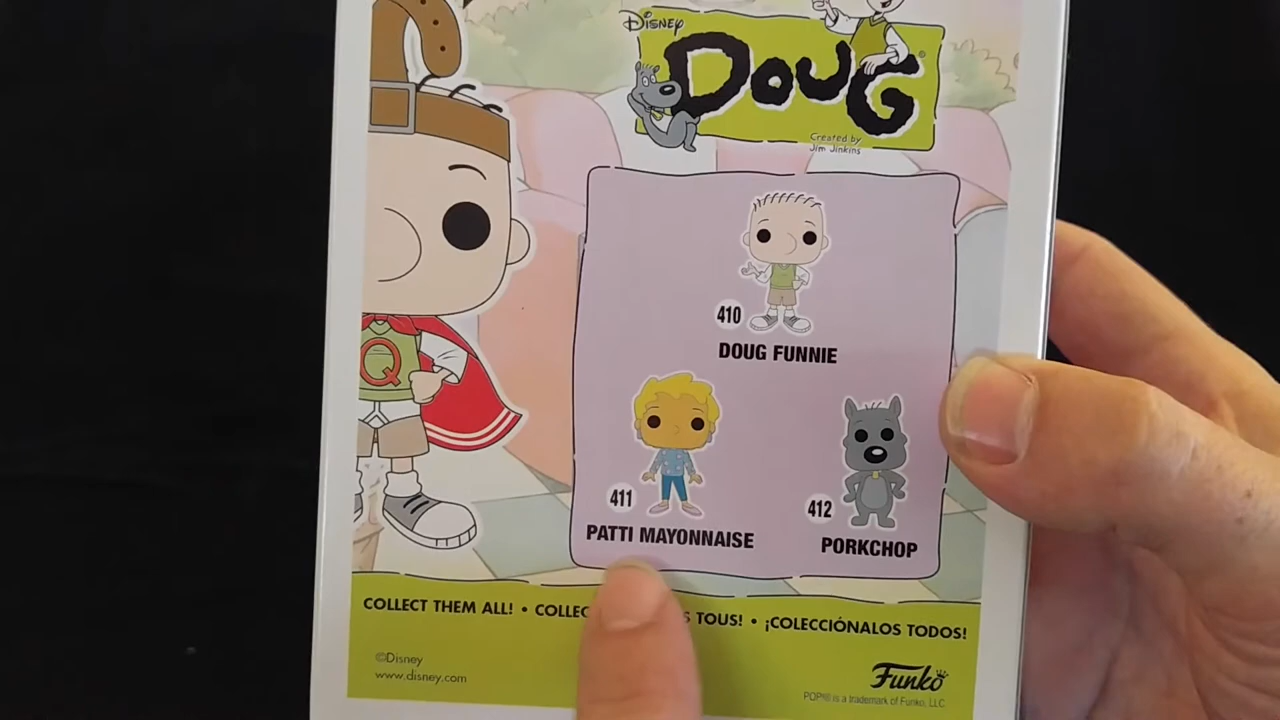 Disney
Doug
Created by
Jim Jinkins
Q
410
DOUG FUNNIE
411
PATTI MAYONNAISE
412
PORKCHOP
COLLECT THEM ALL! • COLLEC S TOUS! • ¡COLECCIÓNALOS TODOS!
©Disney
www.disney.com
Funko
POP!® is a trademark of Funko, LLC